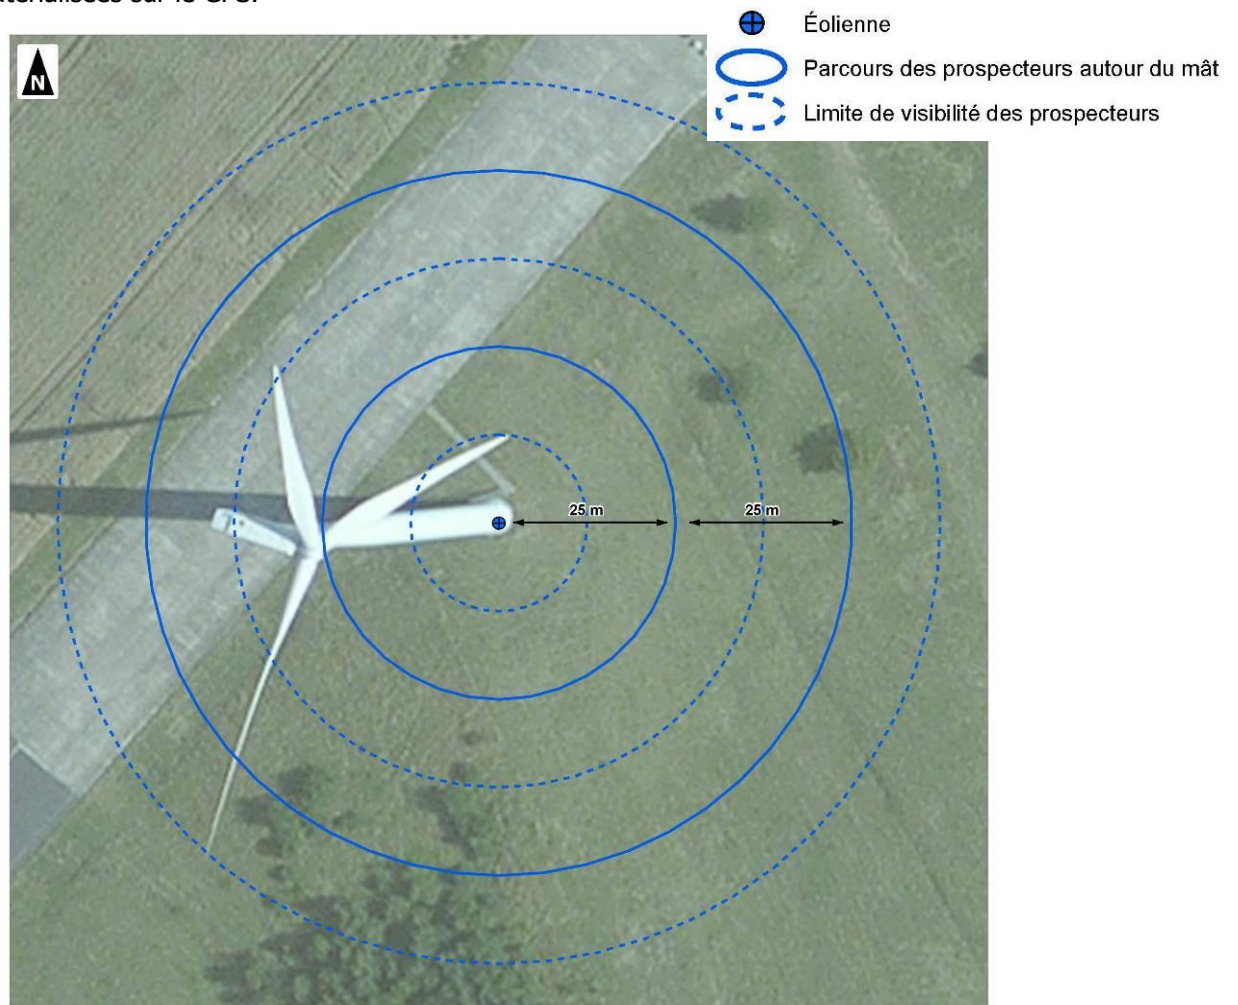 Éolienne
Parcours des prospecteurs autour du mât
Limite de visibilité des prospecteurs
N
25 m
25 m